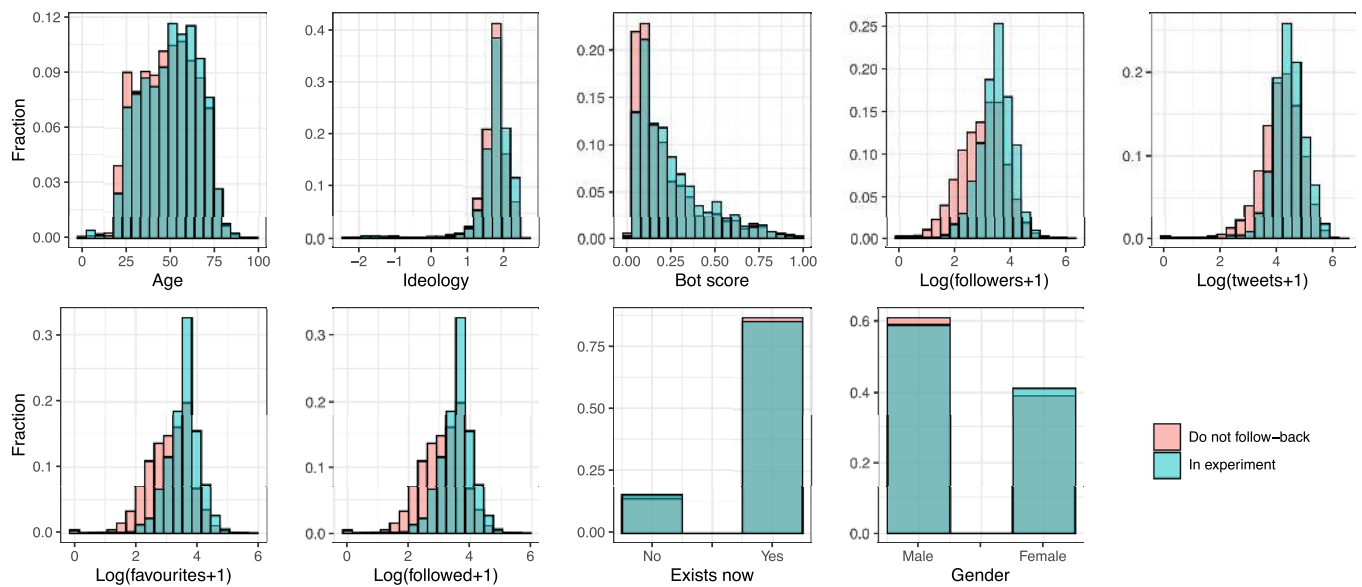 0.12
0.09
0.06
0.03
0.00
Fraction
0 25 50 75 100
Age
0.4
0.3
0.2
0.1
0.0
−2 −1 0 1 2
Ideology
0.20
0.15
0.10
0.05
0.00
0.00 0.25 0.50 0.75 1.00
Bot score
0.25
0.20
0.15
0.10
0.05
0.00
0 2 4 6
Log(followers+1)
0.2
0.1
0.0
0 2 4 6
Log(tweets+1)
0.3
0.2
0.1
0.0
Fraction
0 2 4 6
Log(favourites+1)
0.3
0.2
0.1
0.0
0 2 4 6
Log(followed+1)
0.75
0.50
0.25
0.00
No Yes
Exists now
0.6
0.4
0.2
0.0
Male Female
Gender
Do not follow−back
In experiment